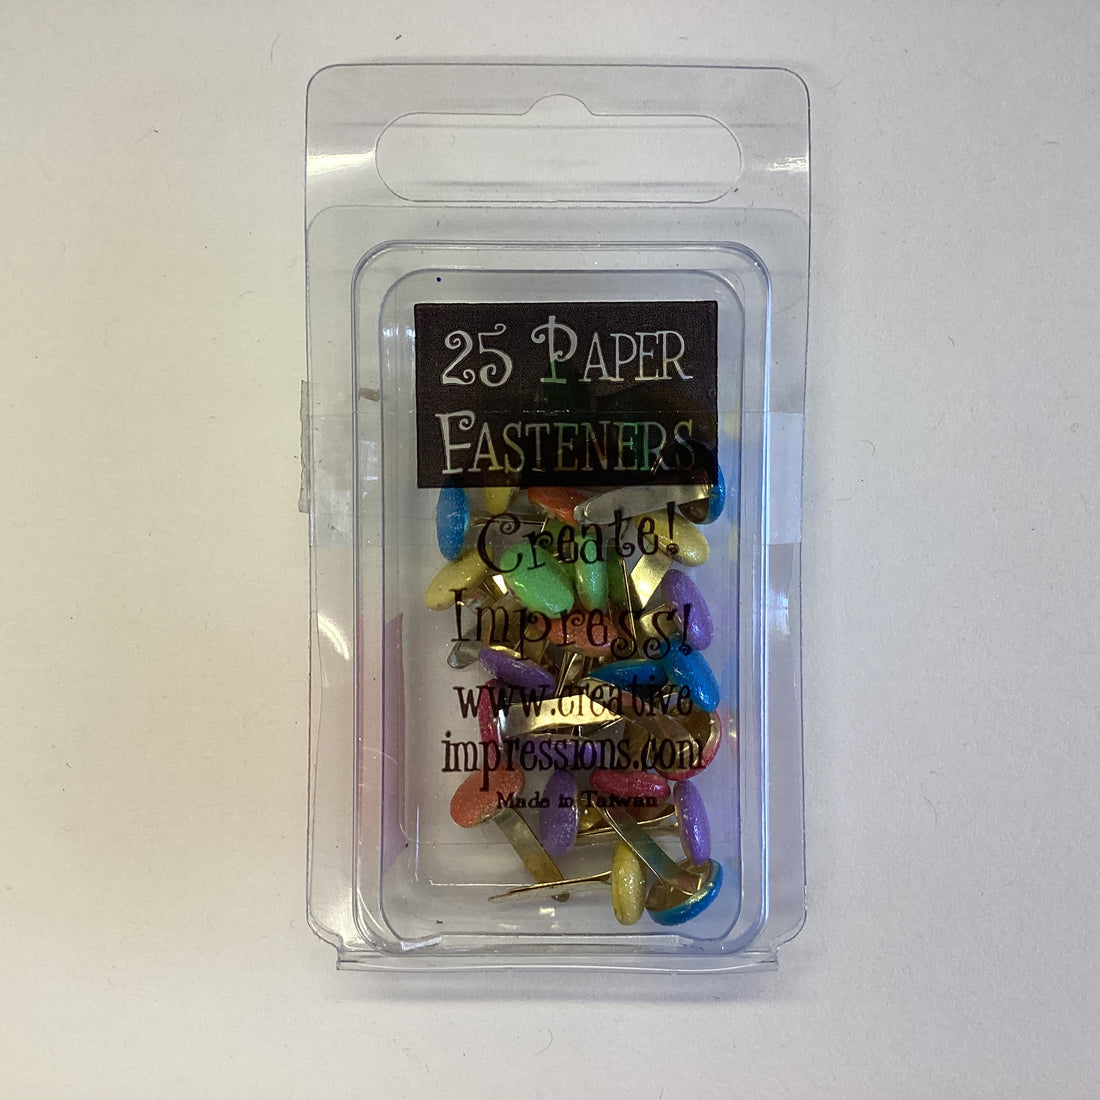 25 PAPER
FASTENERS
Create!
Impress!
www.creative
impressions.com
Made in Taiwan